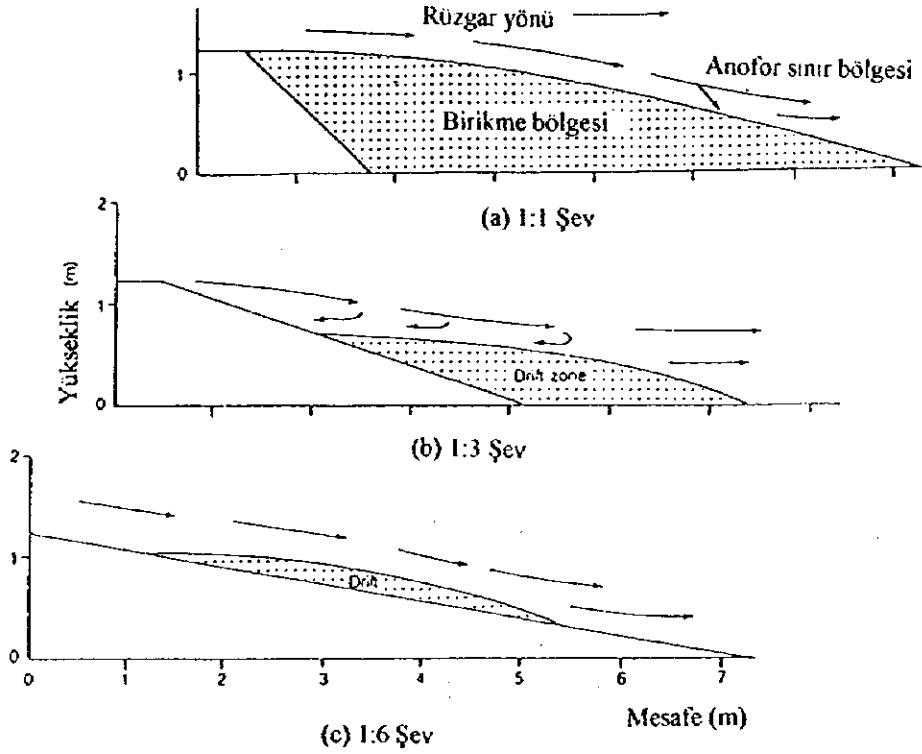 Rüzgar yönü
Anofor sınır bölgesi
1
Birikme bölgesi
0
(a) 1:1 Şev
2
Yükseklik (m)
1
Drift zone
0
(b) 1:3 Şev
2
1
Drift
0
0 1 2 3 4 5 6 7
Mesafe (m)
(c) 1:6 Şev